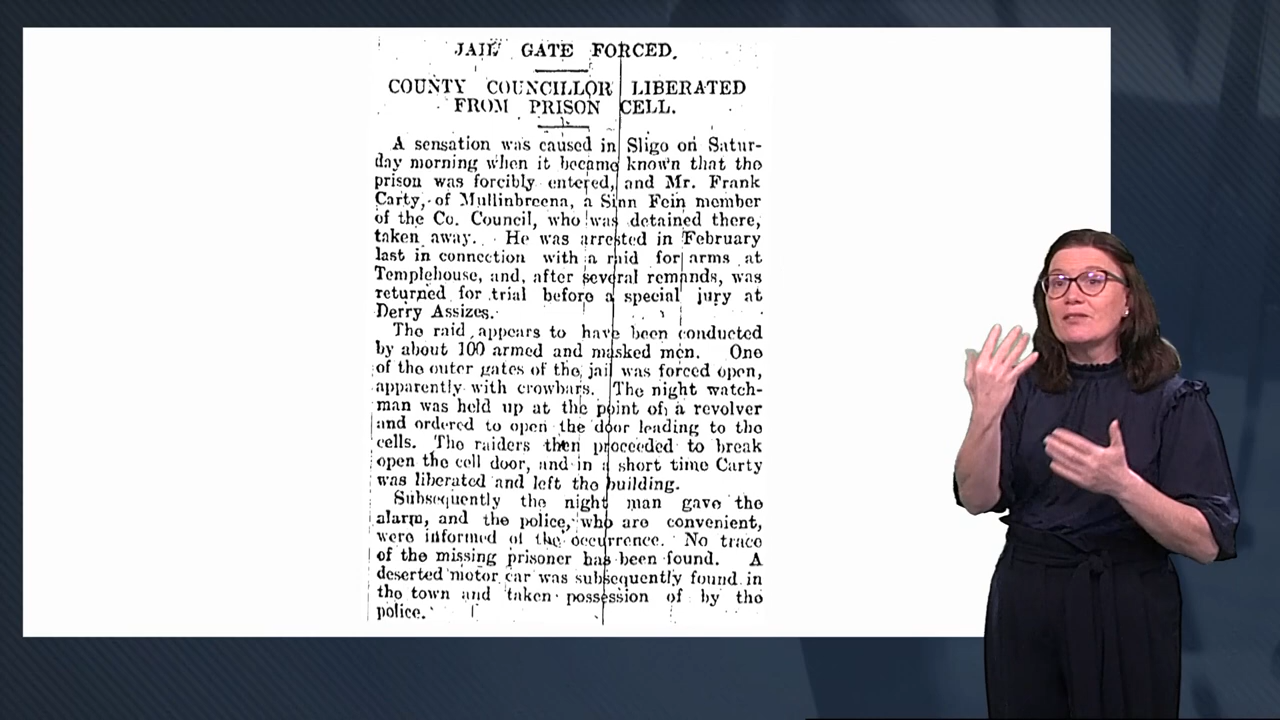 JAIL GATE FORCED.
COUNTY COUNCILLOR LIBERATED
FROM PRISON CELL.
A sensation was caused in Sligo on Satur-
day morning when it became known that the
prison was forcibly entered, and Mr. Frank
Carty, of Mullinbreena, a Sinn Fein member
of the Co. Council, who was detained there,
taken away. He was arrested in February
last in connection with a raid for arms at
Templehouse, and, after several remands, was
returned for trial before a special jury at
Derry Assizes.
The raid appears to have been conducted
by about 100 armed and masked men. One
of the outer gates of the jail was forced open,
apparently with crowbars. The night watch-
man was held up at the point of a revolver
and ordered to open the door leading to the
cells. The raiders then proceeded to break
open the cell door, and in a short time Carty
was liberated and left the building.
Subsequently the night man gave the
alarm, and the police, who are convenient,
were informed of the occurrence. No trace
of the missing prisoner has been found. A
deserted motor car was subsequently found in
the town and taken possession of by the
police.